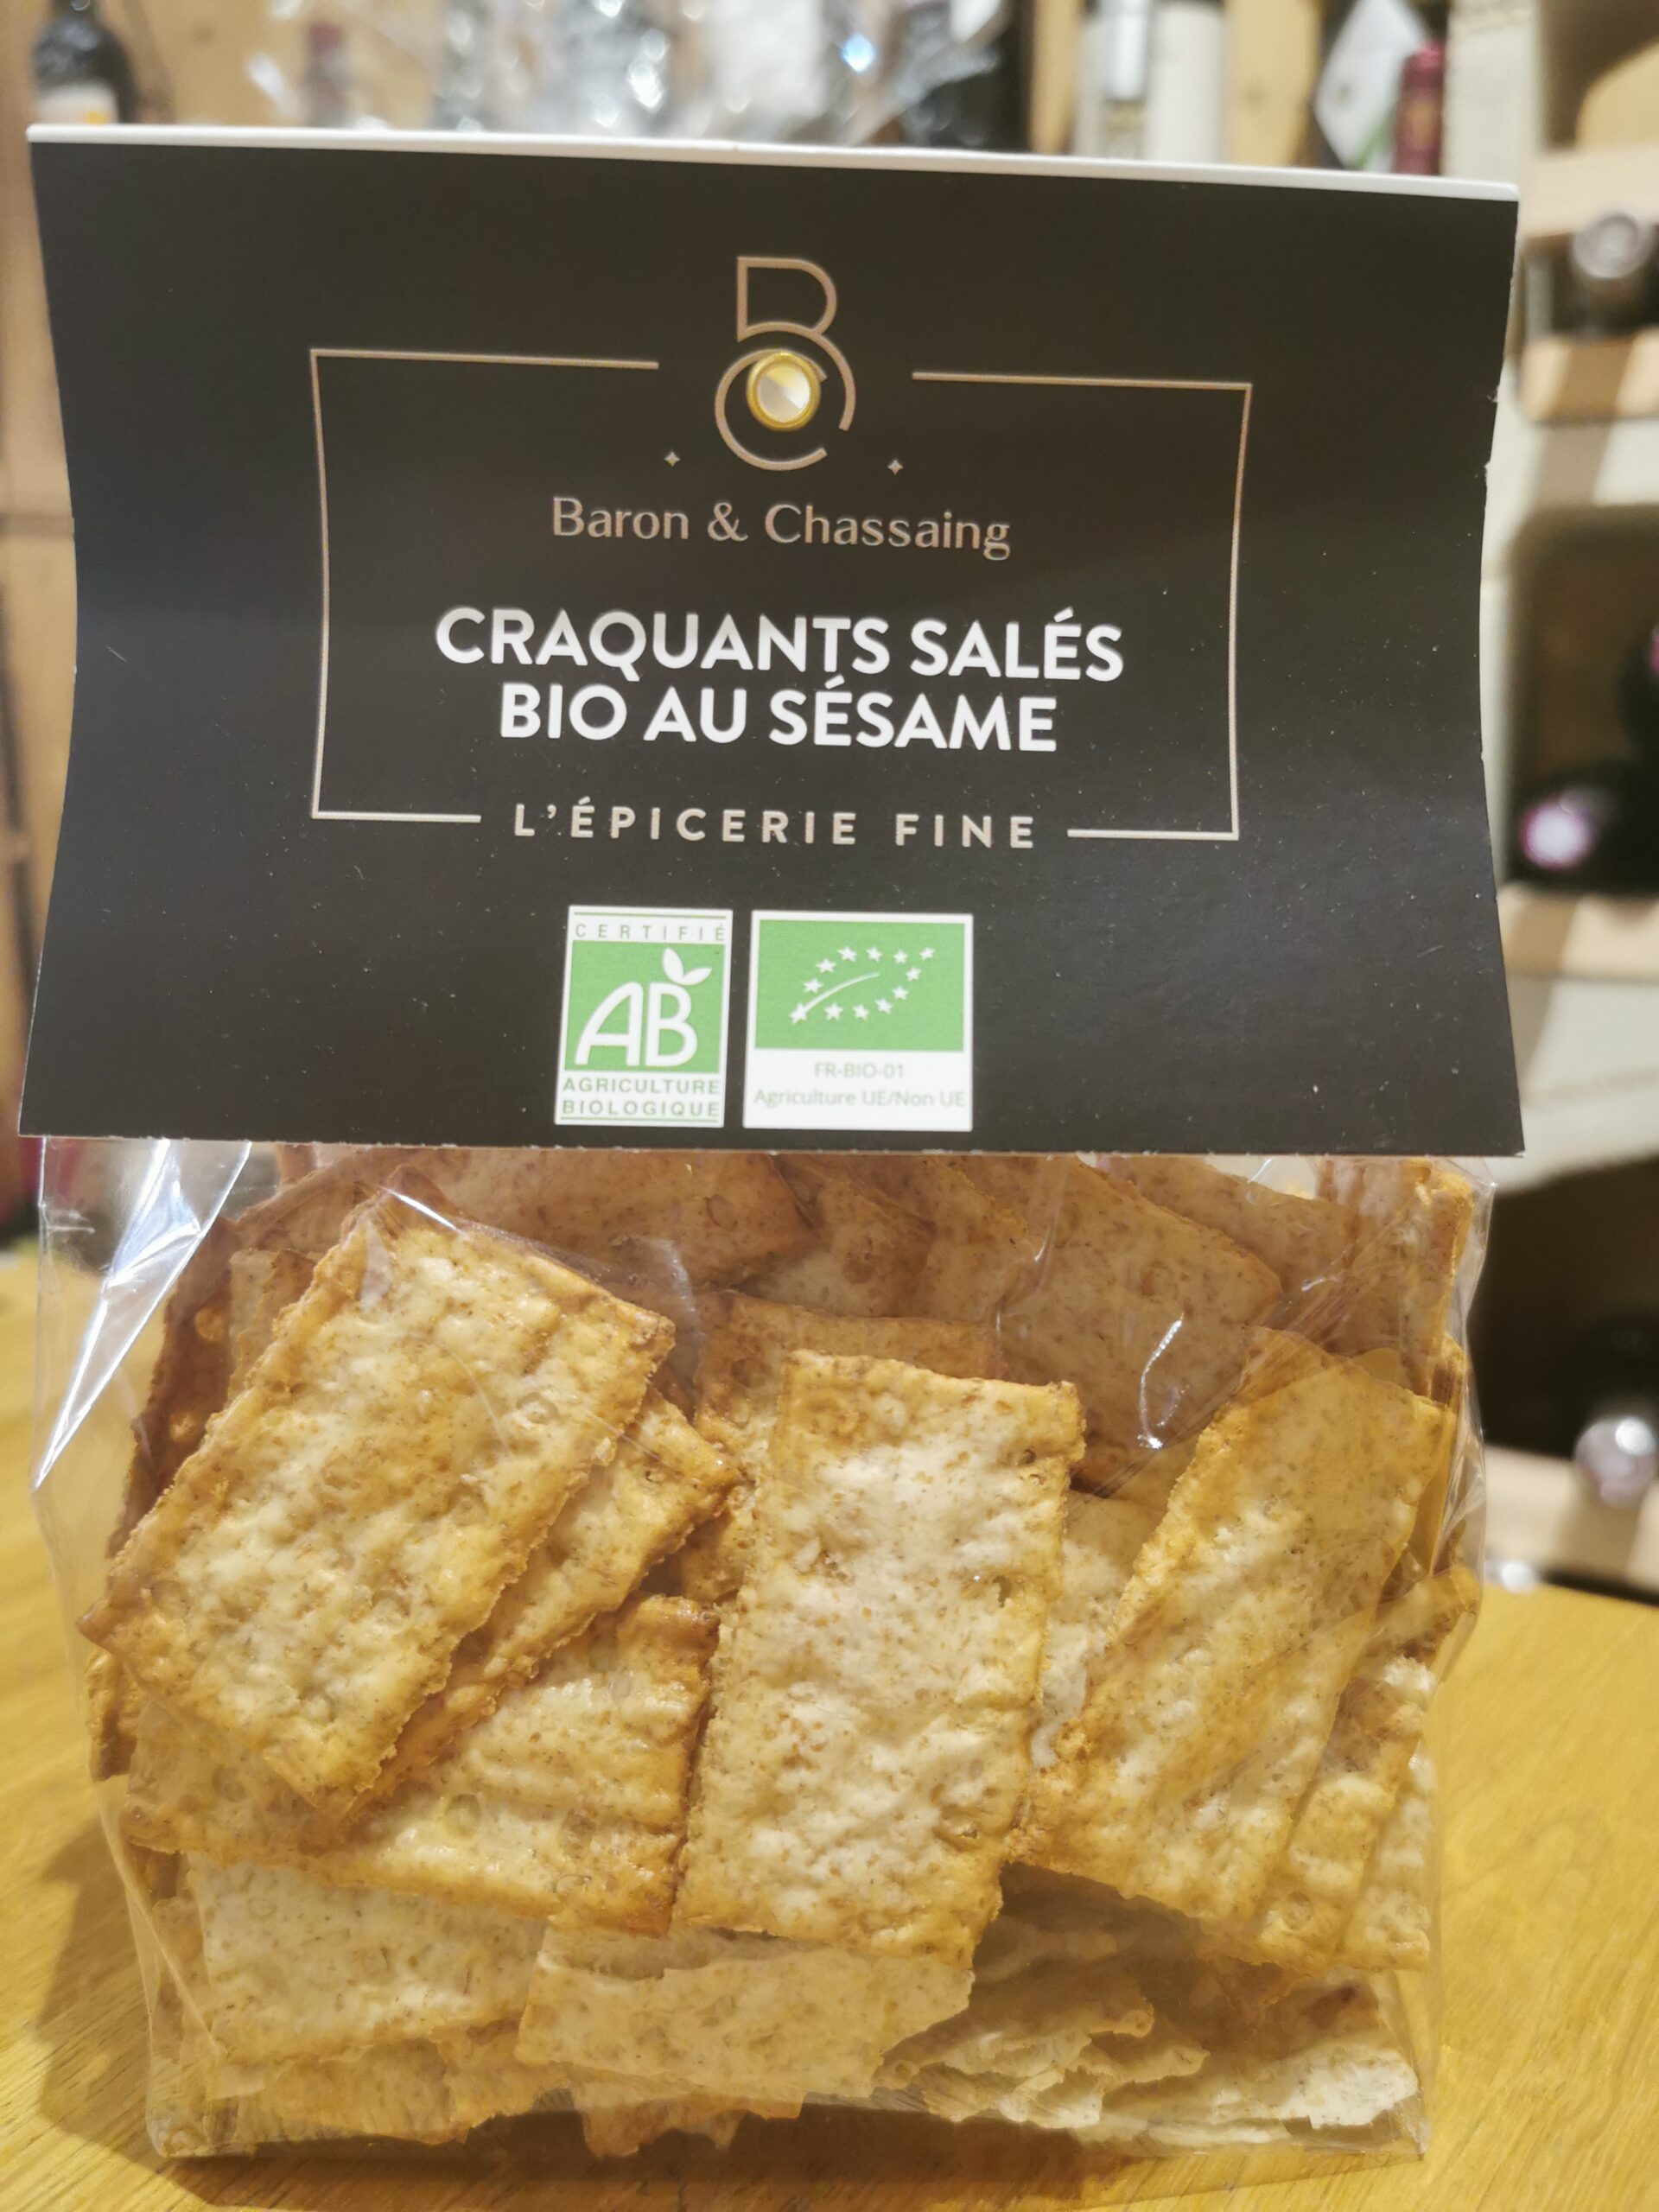 BC
Baron & Chassaing
CRAQUANTS SALÉS
BIO AU SÉSAME
L'ÉPICERIE FINE
CERTIFIÉ
AB
AGRICULTURE
BIOLOGIQUE
FR-BIO-01
Agriculture UE/Non UE